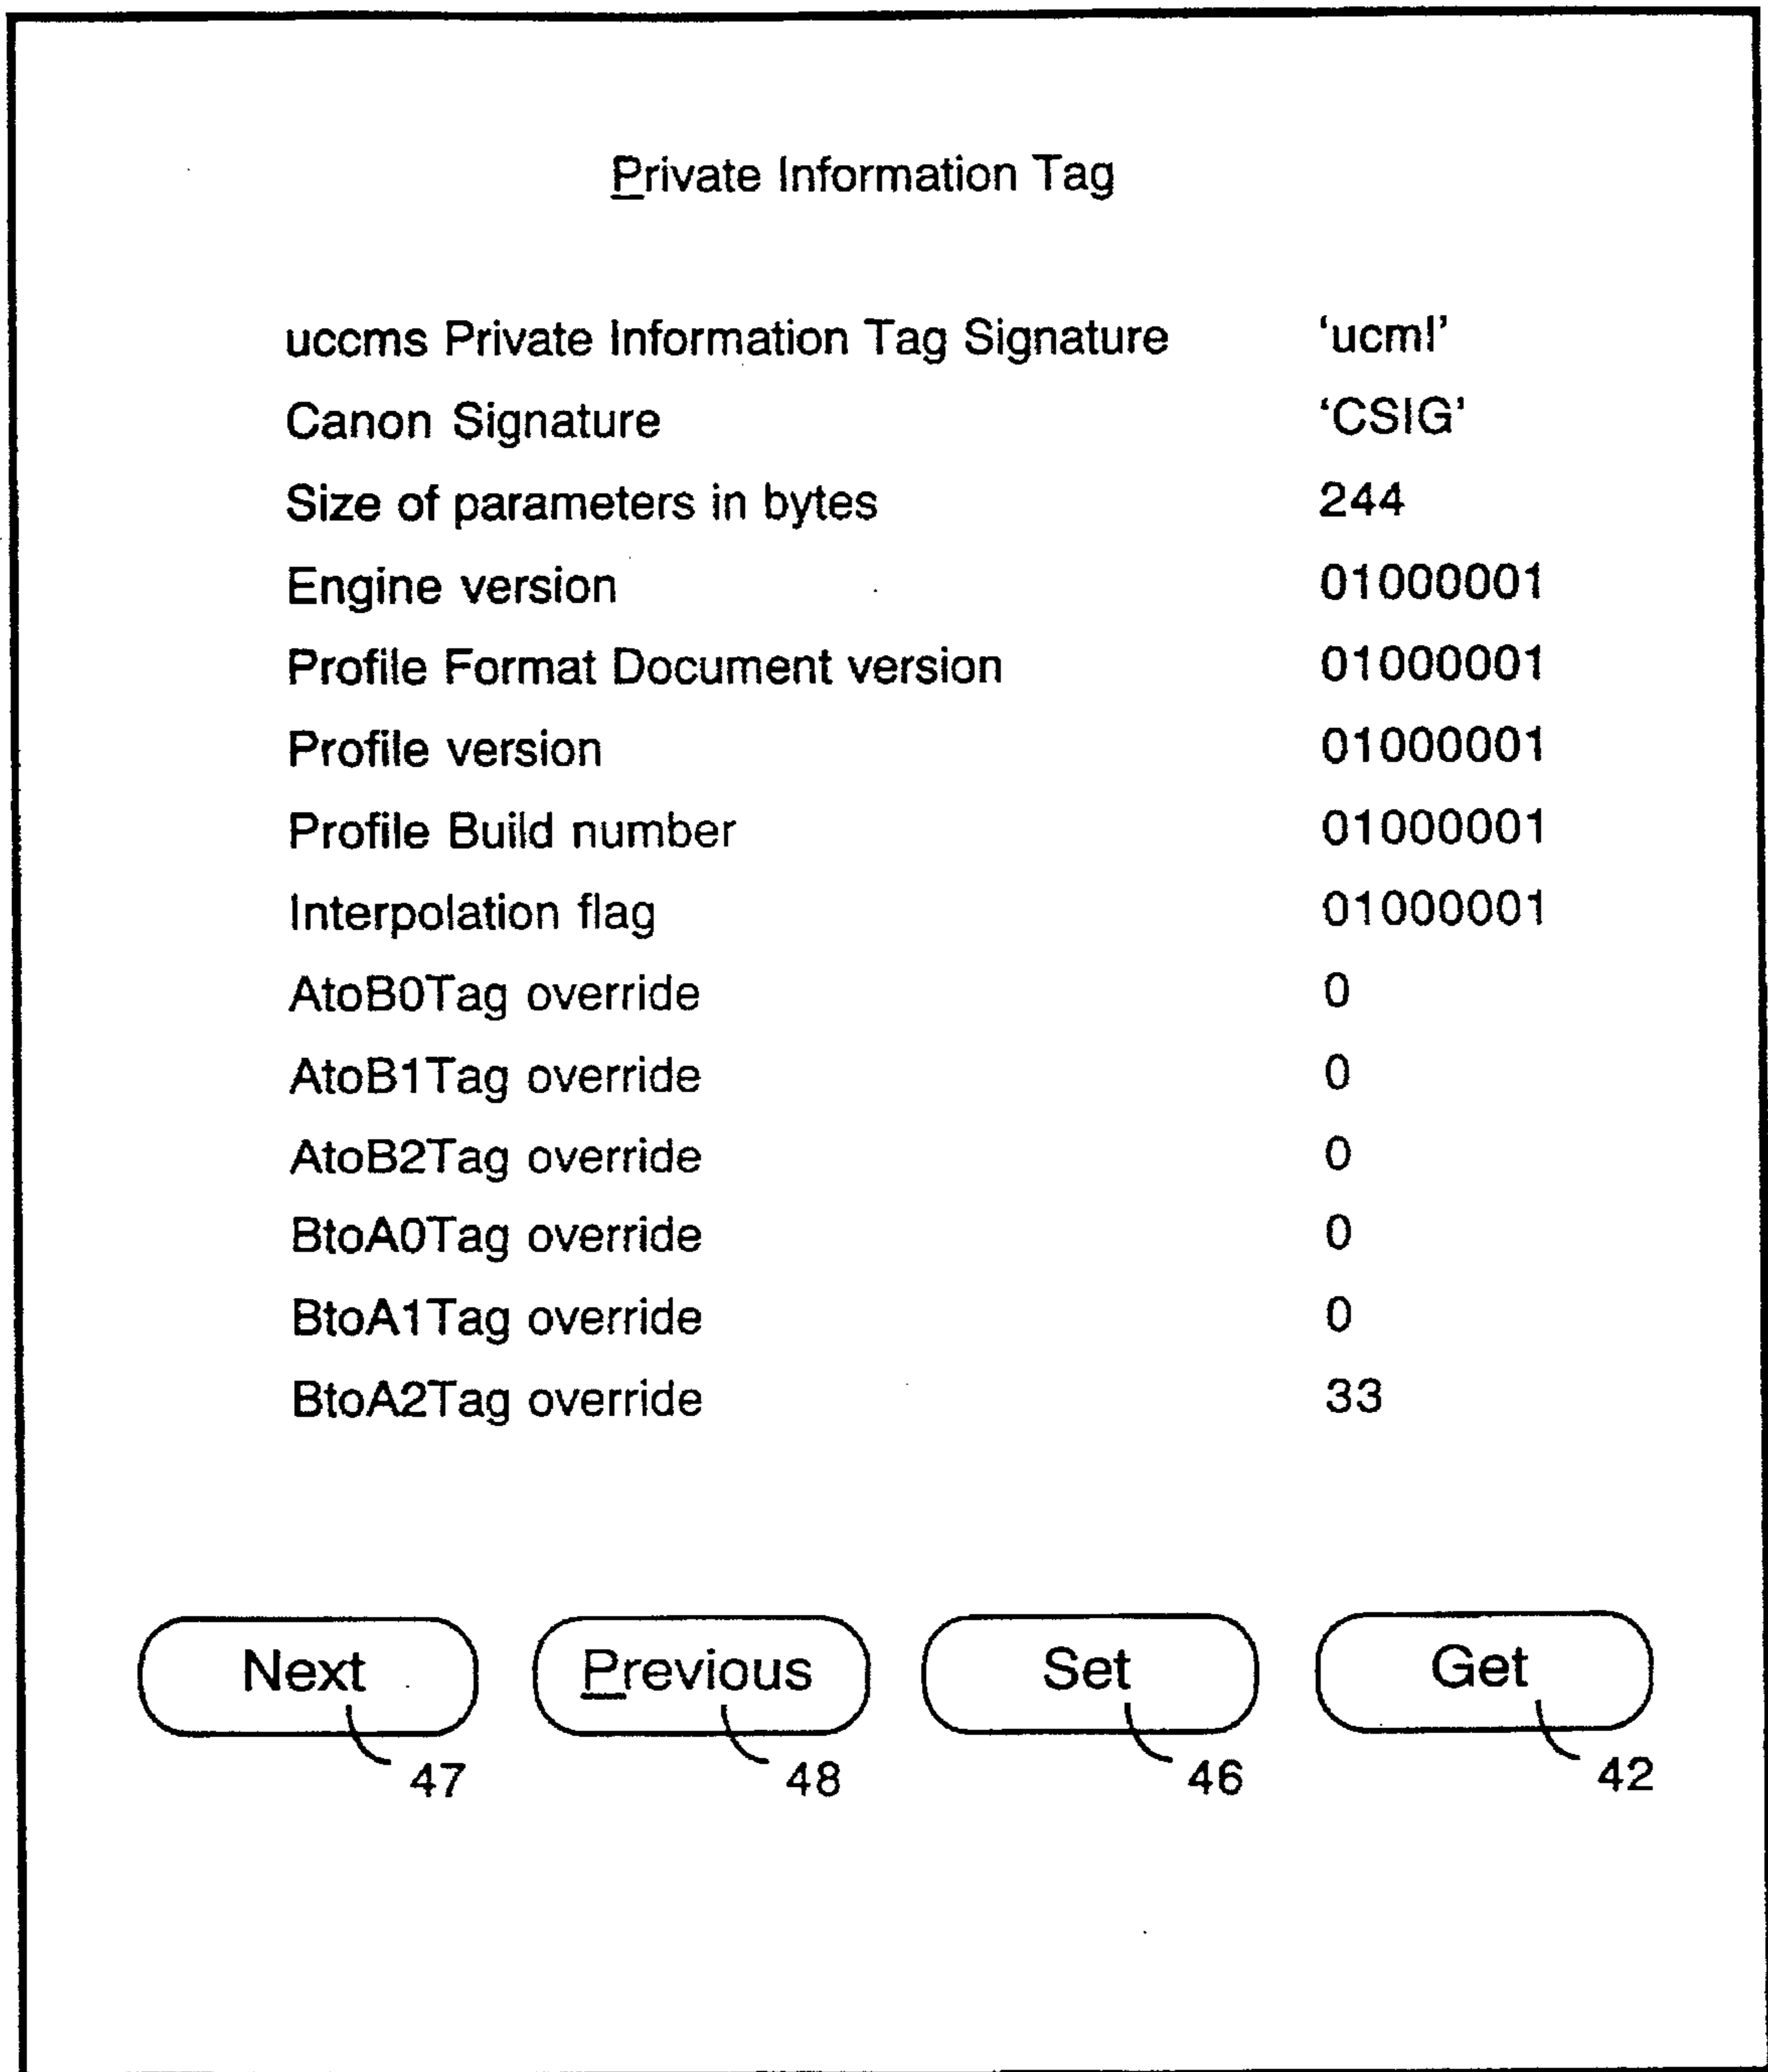 Private Information Tag
uccms Private Information Tag Signature 'ucmI'
Canon Signature 'CSIG'
Size of parameters in bytes 244
Engine version 01000001
Profile Format Document version 01000001
Profile version 01000001
Profile Build number 01000001
Interpolation flag 01000001
AtoB0Tag override 0
AtoB1Tag override 0
AtoB2Tag override 0
BtoA0Tag override 0
BtoA1Tag override 0
BtoA2Tag override 33
Next Previous Set Get
47 48 46 42